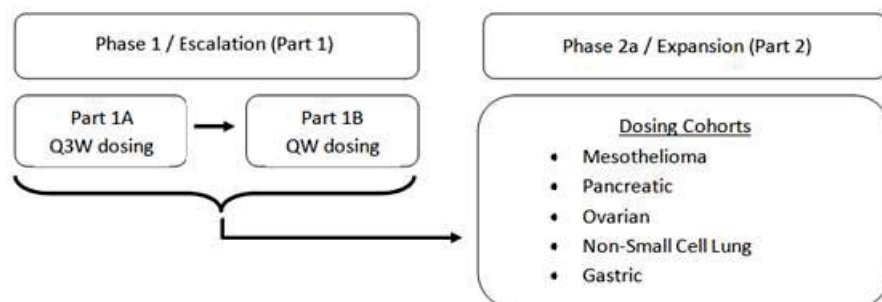 Phase 1 / Escalation (Part 1)
Phase 2a / Expansion (Part 2)
Part 1A
Q3W dosing
Part 1B
QW dosing
Dosing Cohorts
• Mesothelioma
• Pancreatic
• Ovarian
• Non-Small Cell Lung
• Gastric